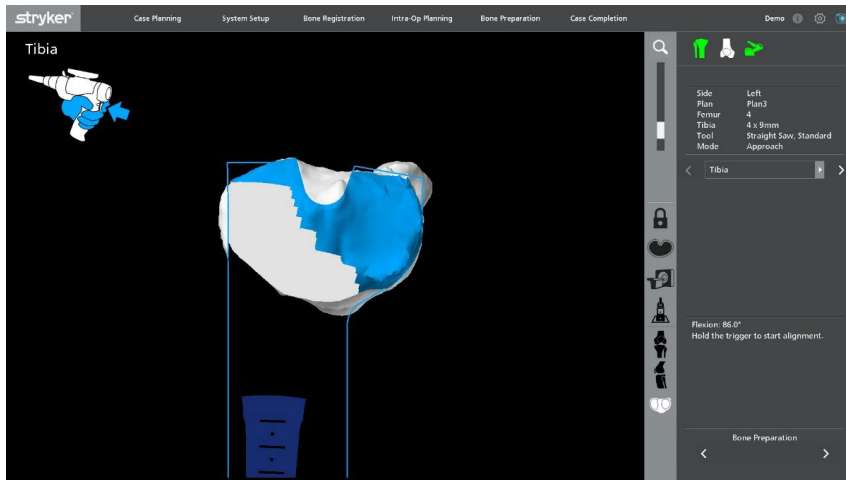 stryker
Case Planning
System Setup
Bone Registration
Intra-Op Planning
Bone Preparation
Case Completion
Demo
Tibia
Side Left
Plan Plan3
Femur 4
Tibia 4 x 9mm
Tool Straight Saw, Standard
Mode Approach
Tibia
Flexion: 86.0°
Hold the trigger to start alignment.
Bone Preparation